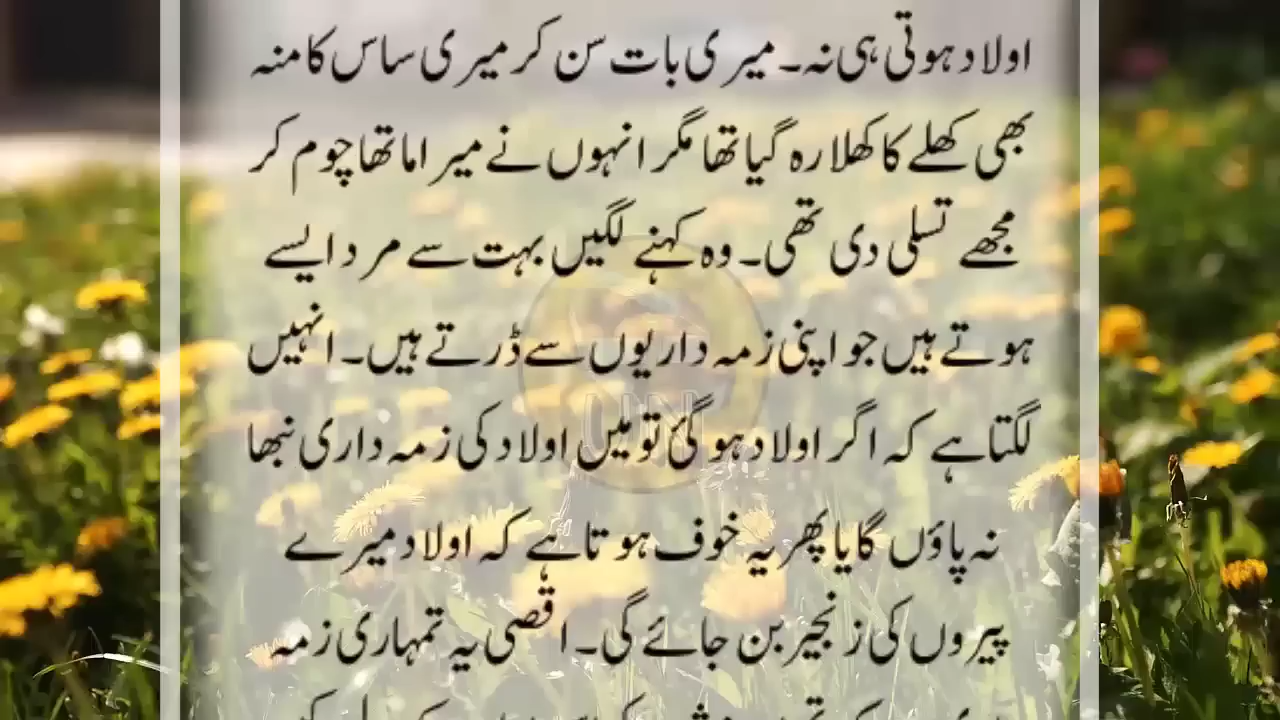 اولاد ہوتی ہی نہ۔ میری بات سن کر میری ساس کا منہ
بھی کھلے کا کھلا رہ گیا تھا مگر انہوں نے میرا ماتھا چوم کر
مجھے تسلی دی تھی۔ وہ کہنے لگیں بہت سے مرد ایسے
ہوتے ہیں جو اپنی زمہ داریوں سے ڈرتے ہیں۔ انہیں
لگتا ہے کہ اگر اولاد ہو گئ تو میں اولاد کی زمہ داری نبھا
نہ پاؤں گا یا پھر یہ خوف ہوتا ہے کہ اولاد میرے
پیروں کی زنجیر بن جائے گی۔ اقصی یہ تمہاری زمہ